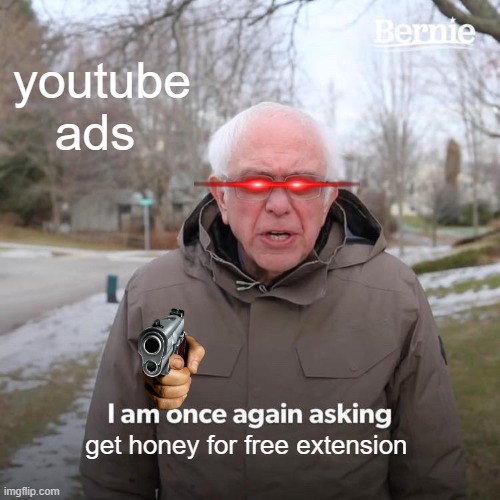 Bernie
youtube
ads
I am once again asking
get honey for free extension
imgflip.com